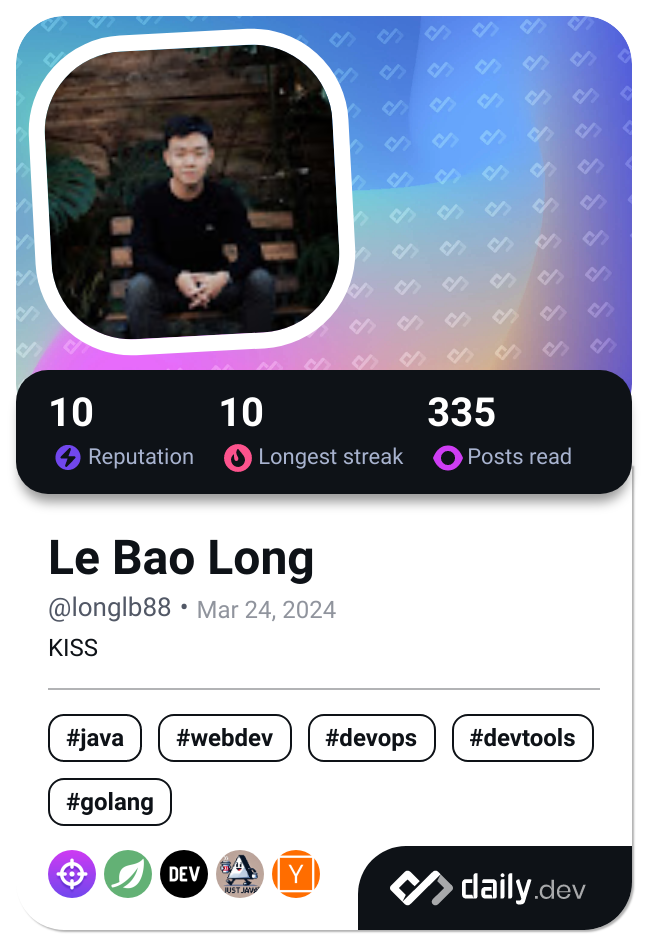 10 10 335
Reputation Longest streak Posts read
Le Bao Long
@longlb88 • Mar 24, 2024
KISS
#java #webdev #devops #devtools
#golang
DEV JUST JAVA Y
daily.dev